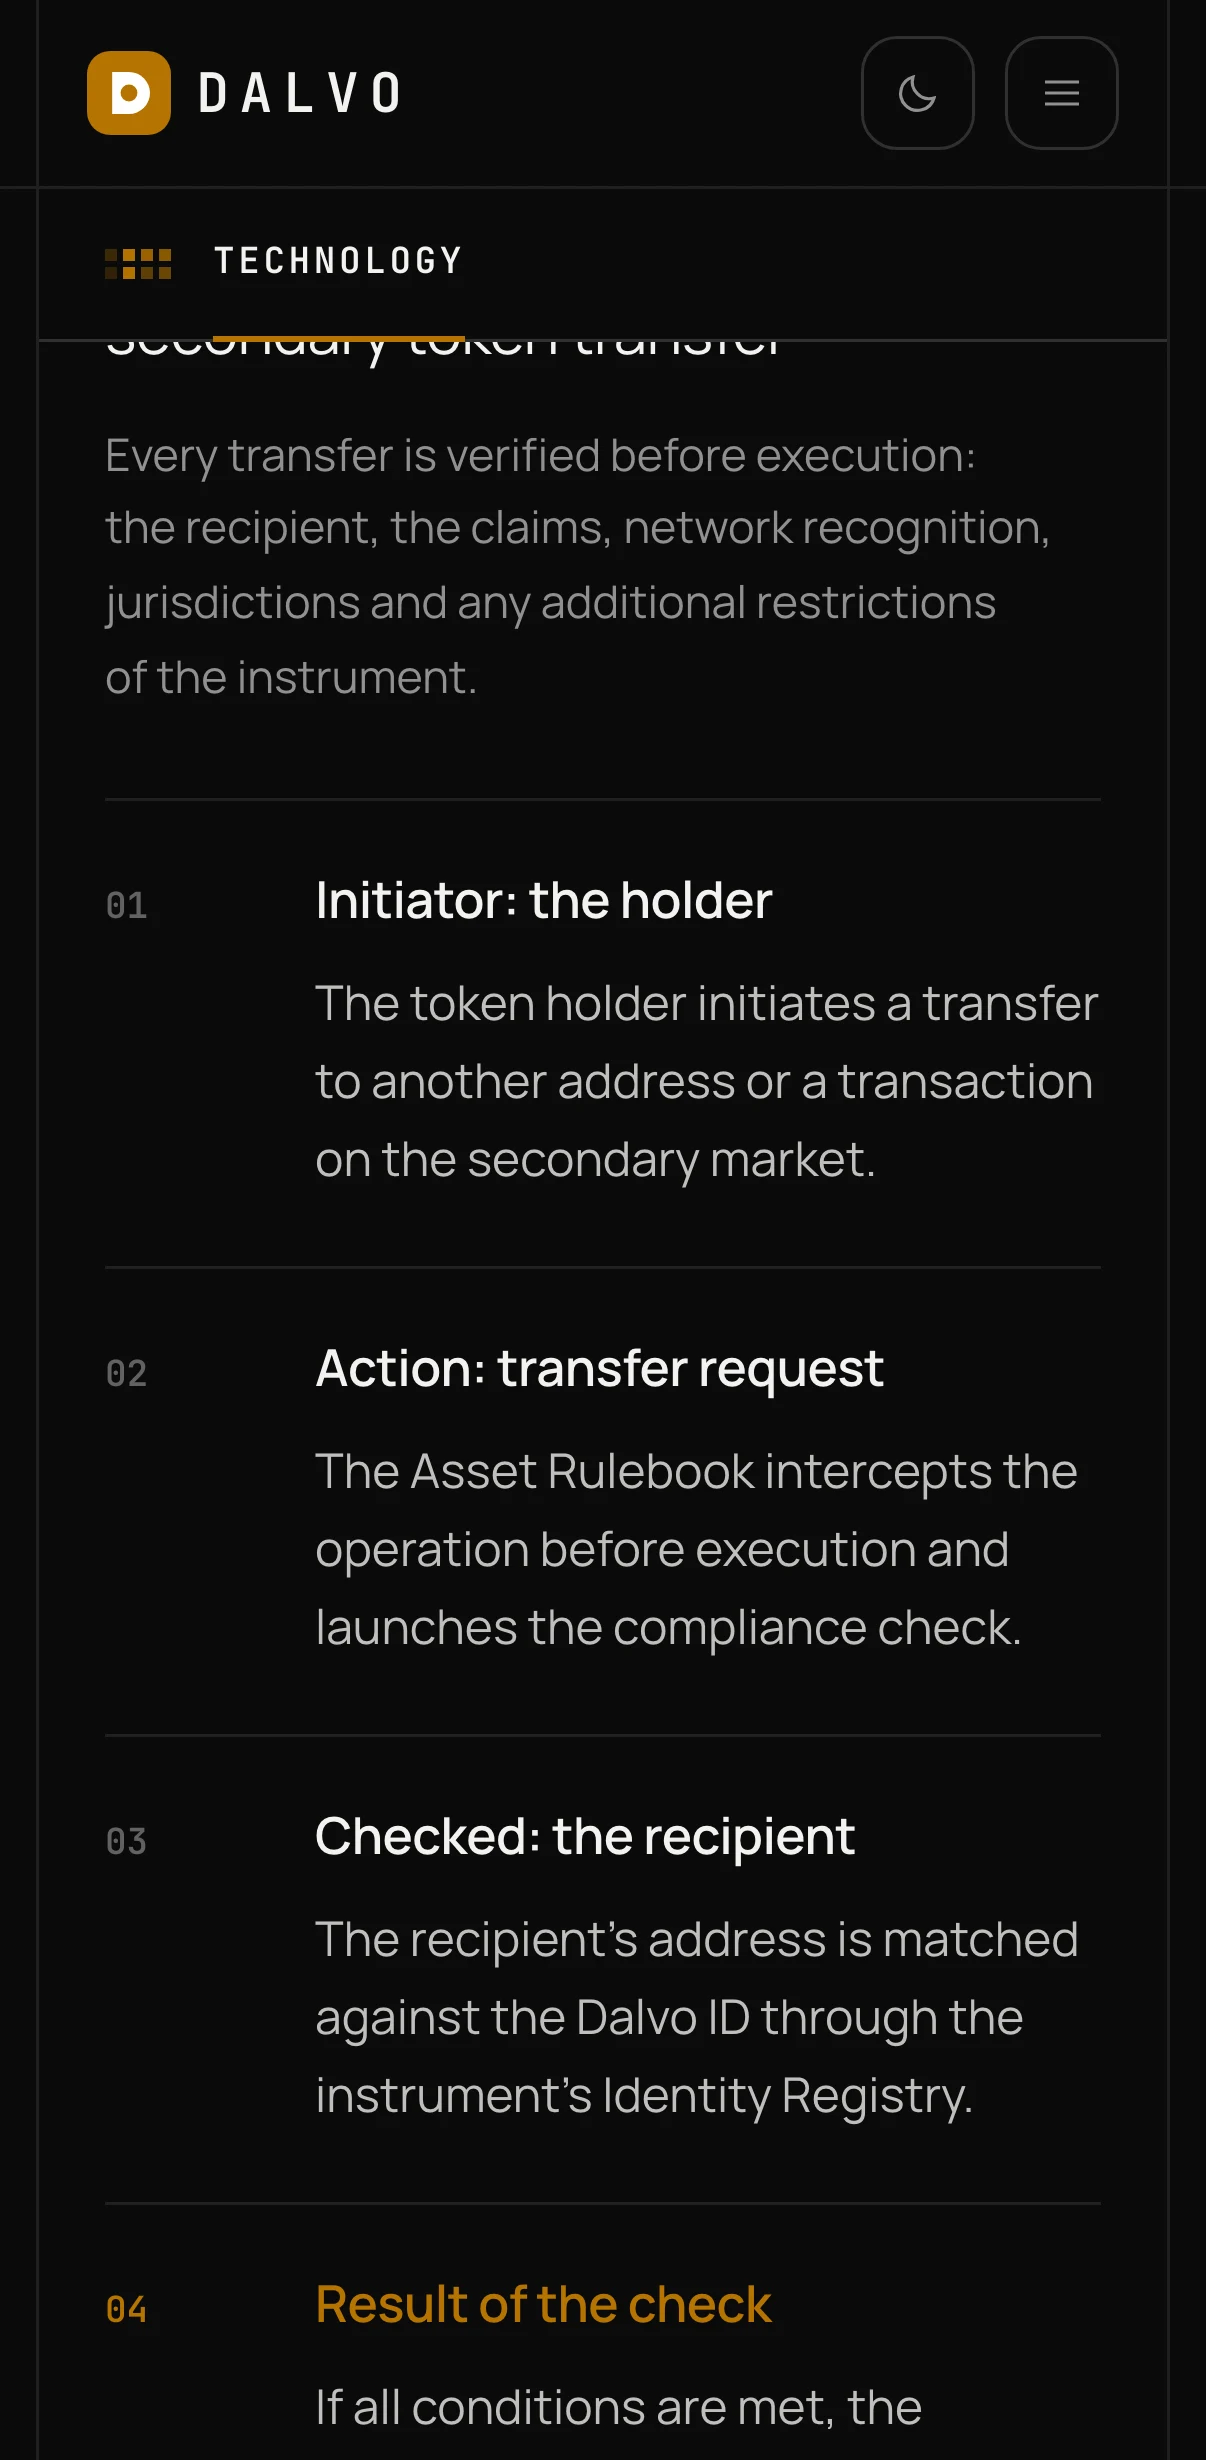 DALVO
TECHNOLOGY
secondary token transfer
Every transfer is verified before execution:
the recipient, the claims, network recognition,
jurisdictions and any additional restrictions
of the instrument.
01
Initiator: the holder
The token holder initiates a transfer
to another address or a transaction
on the secondary market.
02
Action: transfer request
The Asset Rulebook intercepts the
operation before execution and
launches the compliance check.
03
Checked: the recipient
The recipient’s address is matched
against the Dalvo ID through the
instrument’s Identity Registry.
04
Result of the check
If all conditions are met, the